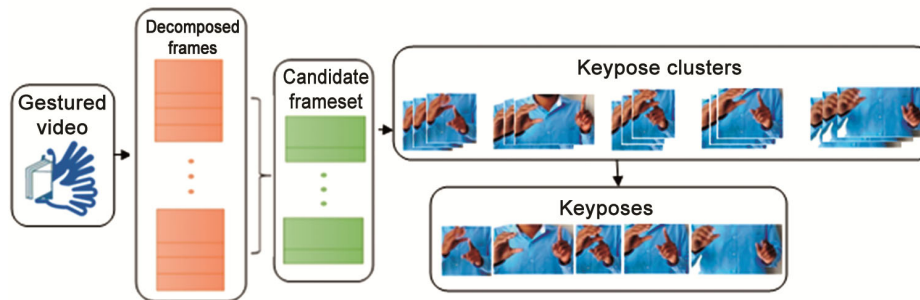 Decomposed
frames
Gestured
video
Candidate
frameset
Keypose clusters
Keyposes